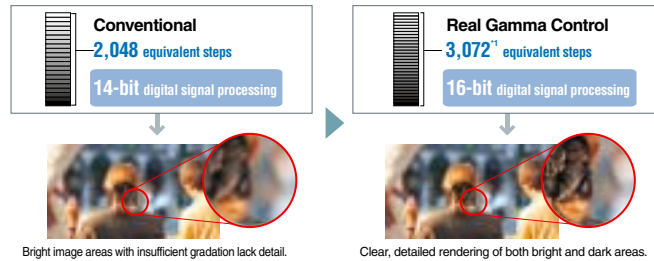 Conventional
2,048 equivalent steps
14-bit digital signal processing
Bright image areas with insufficient gradation lack detail.
Real Gamma Control
3,072*1 equivalent steps
16-bit digital signal processing
Clear, detailed rendering of both bright and dark areas.